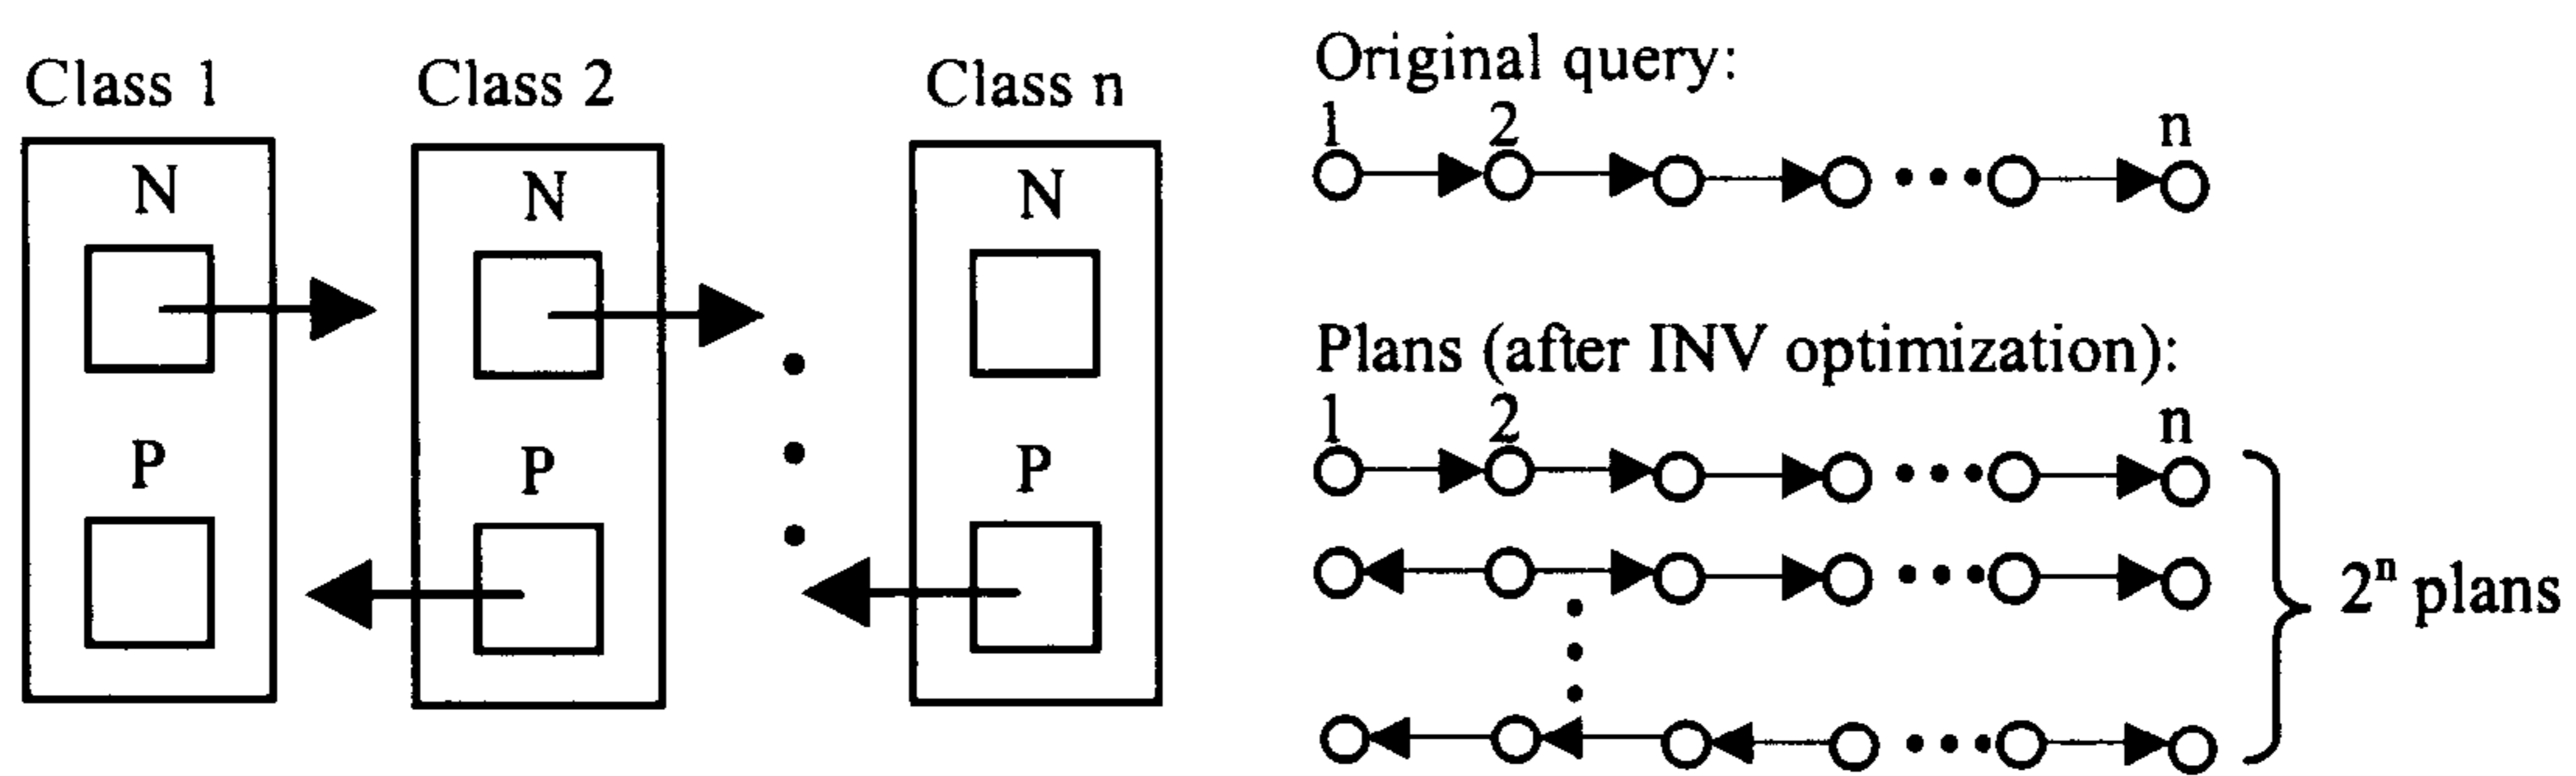 Class 1
Class 2
Class n
N
N
N
P
P
P
Original query:
1 2 n
Plans (after INV optimization):
1 2 n
2ⁿ plans